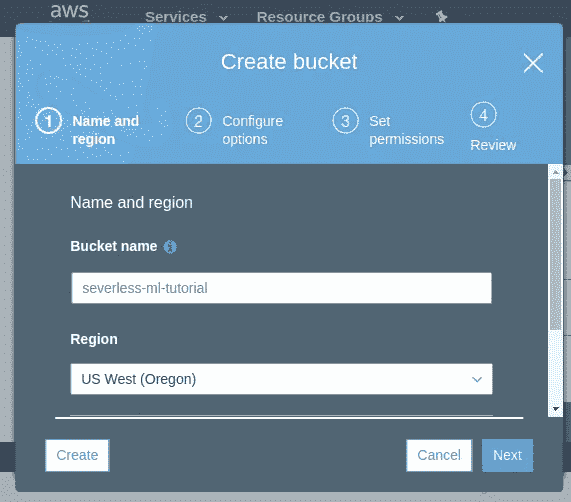 aws
Services Resource Groups
Create bucket
1 Name and region
2 Configure options
3 Set permissions
4 Review
Name and region
Bucket name
severless-ml-tutorial
Region
US West (Oregon)
Create Cancel Next